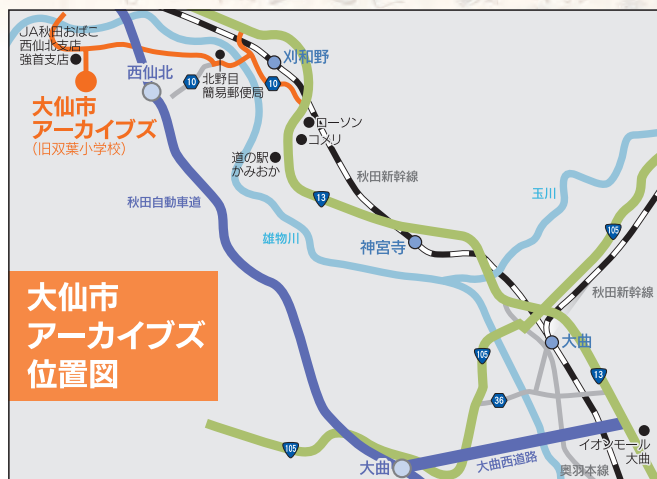 JA秋田おばこ
西仙北支店
強首支店
西仙北
10
北野目
簡易郵便局
刈和野
10
大仙市
アーカイブズ
(旧双葉小学校)
ローソン
コメリ
道の駅
かみおか
秋田新幹線
13
玉川
秋田自動車道
雄物川
神宮寺
105
大仙市
アーカイブズ
位置図
秋田新幹線
大曲
105
13
36
イオンモール
大曲
105
大曲
大曲西道路
奥羽本線